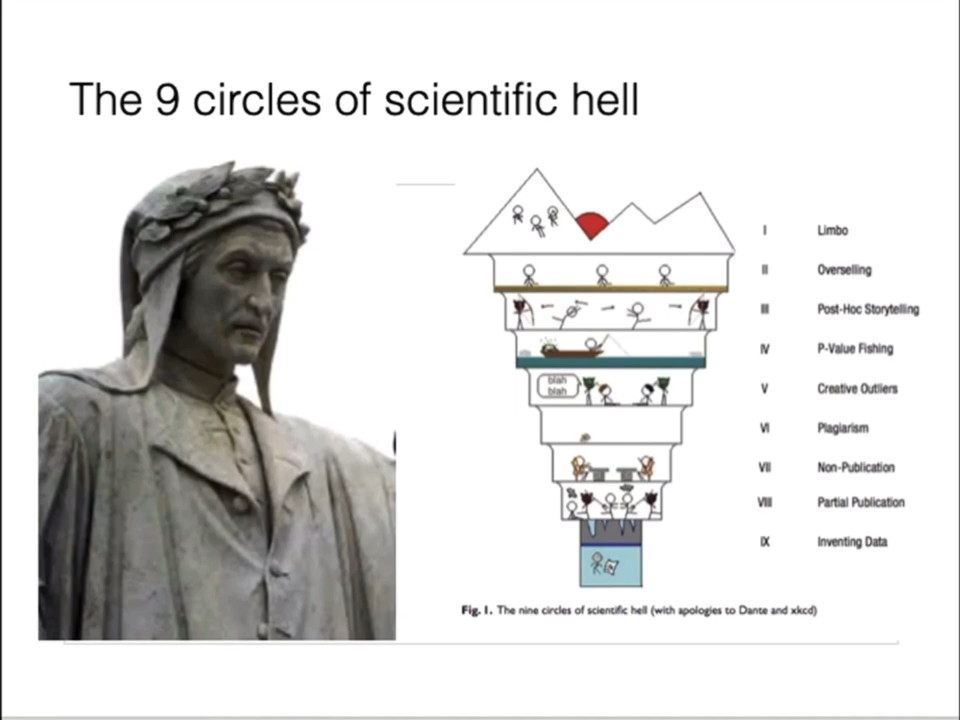 The 9 circles of scientific hell
I Limbo
II Overselling
III Post-Hoc Storytelling
IV P-Value Fishing
blah
blah
V Creative Outliers
VI Plagiarism
VII Non-Publication
VIII Partial Publication
IX Inventing Data
Fig. 1. The nine circles of scientific hell (with apologies to Dante and xkcd)